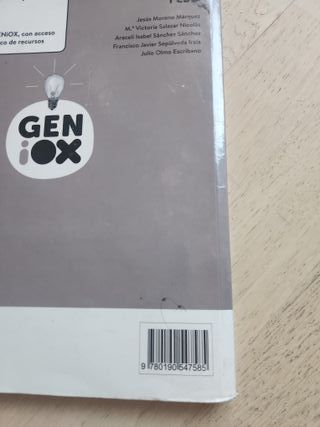 Jesús Moreno Márquez
M.ª Victoria Salazar Nicolás
Araceli Isabel Sánchez Sánchez
Francisco Javier Sepúlveda Irala
Julio Olmo Escribano
GENiOX, con acceso
co de recursos
GEN
iOX
9 780190 547585